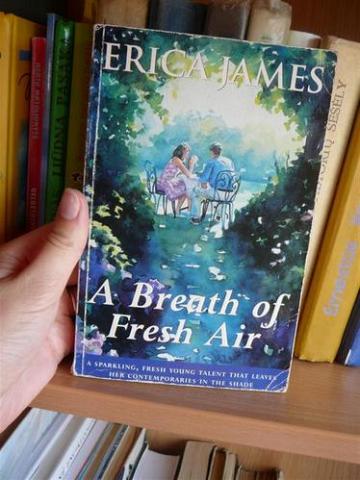 ERICA JAMES
A Breath of
Fresh Air
A SPARKLING, FRESH YOUNG TALENT THAT LEAVES
HER CONTEMPORARIES IN THE SHADE